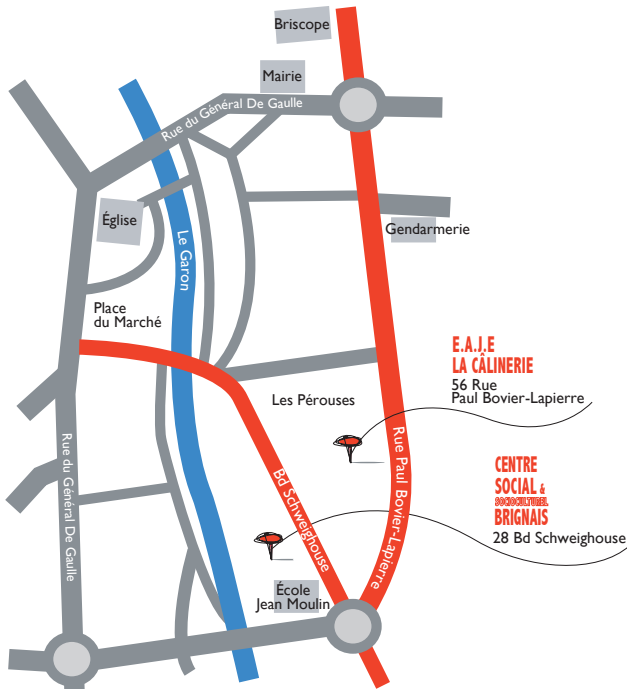 Briscope
Mairie
Rue du Général De Gaulle
Église
Le Garon
Gendarmerie
Place
du Marché
E.A.J.E
LA CÂLINERIE
56 Rue
Paul Bovier-Lapierre
Les Pérouses
Rue du Général De Gaulle
Bd Schweighouse
Rue Paul Bovier-Lapierre
CENTRE
SOCIAL &
SOCIOCULTUREL
BRIGNAIS
28 Bd Schweighouse
École
Jean Moulin